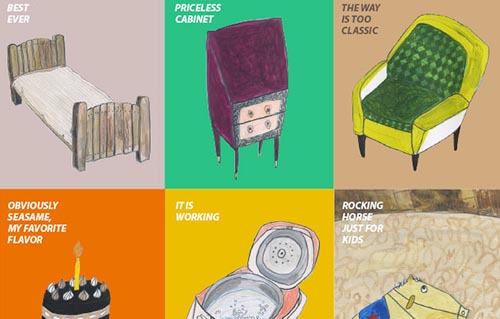 BEST
EVER
PRICELESS
CABINET
THE WAY
IS TOO
CLASSIC
OBVIOUSLY
SEASAME,
MY FAVORITE
FLAVOR
IT IS
WORKING
ROCKING
HORSE
JUST FOR
KIDS